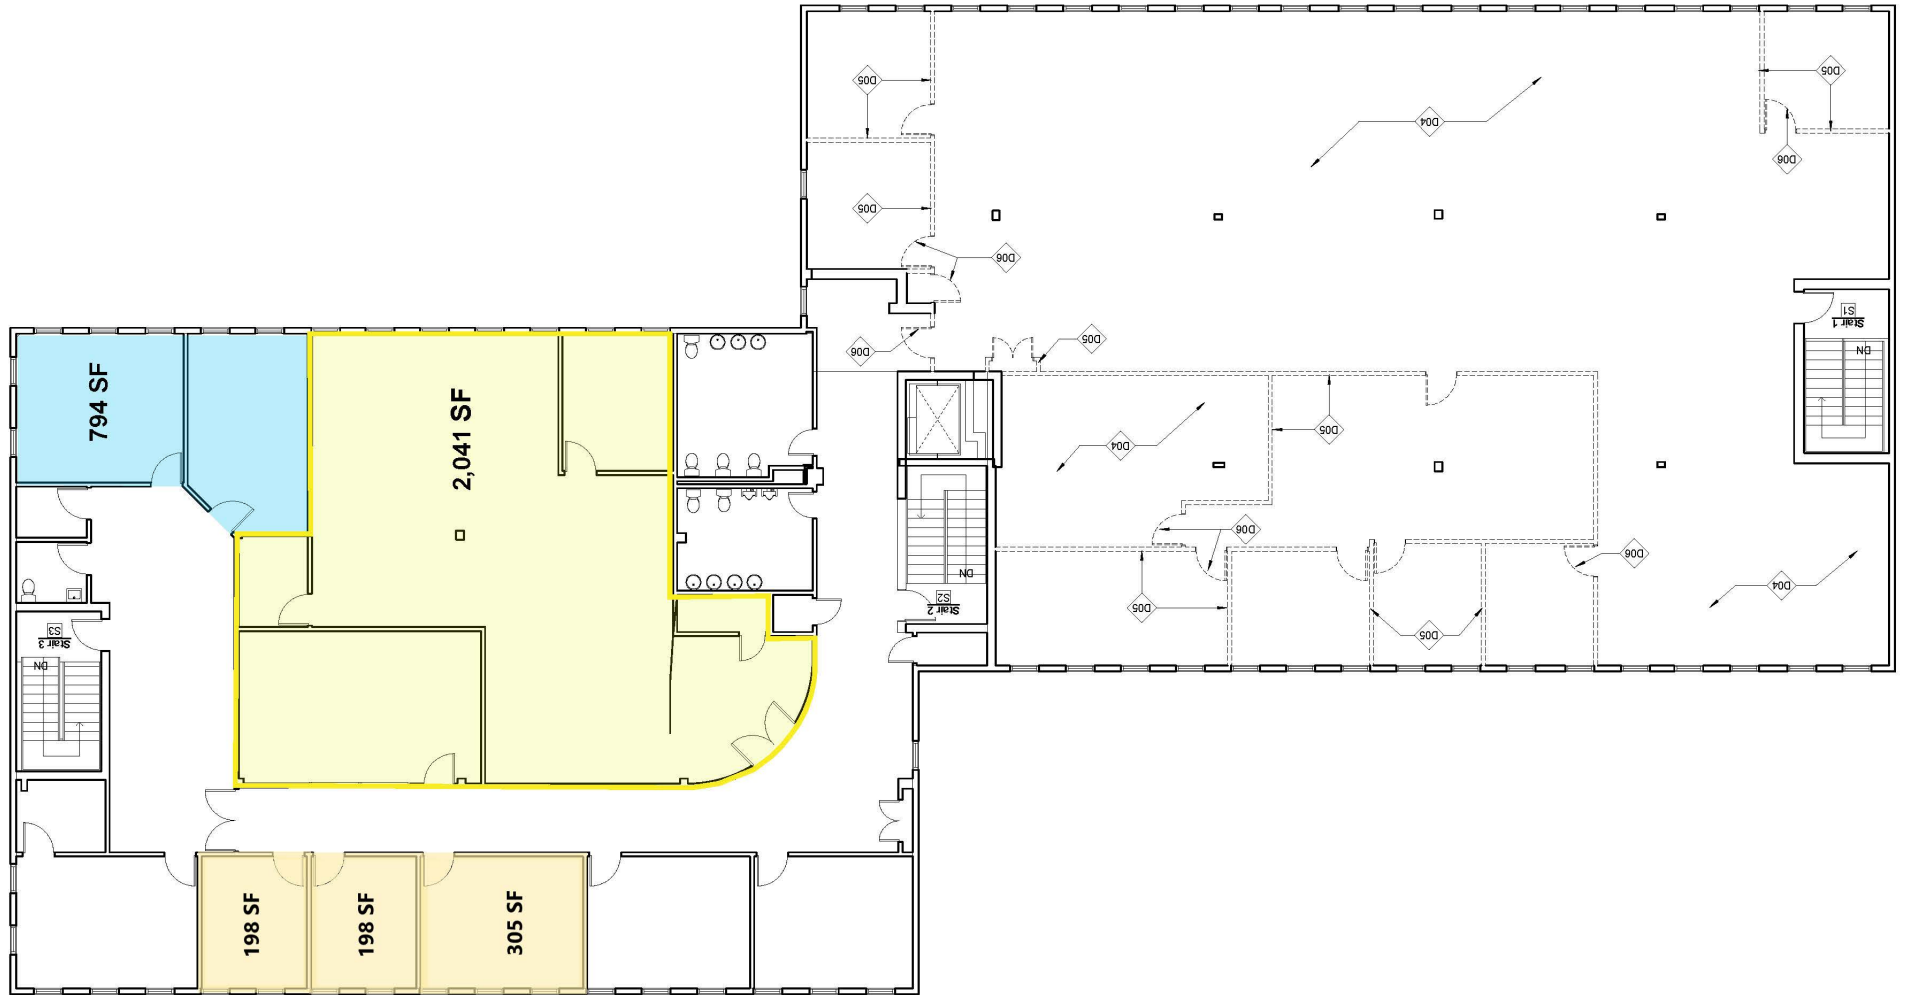 D05
D05
D04
D06
D05
D06
S1
Stair 1
D05
D06
DN
794 SF
2,041 SF
D04
D05
D06
D06
DN
D04
S2
Stair 2
D05
S3
Stair 3
D05
DN
198 SF
198 SF
305 SF